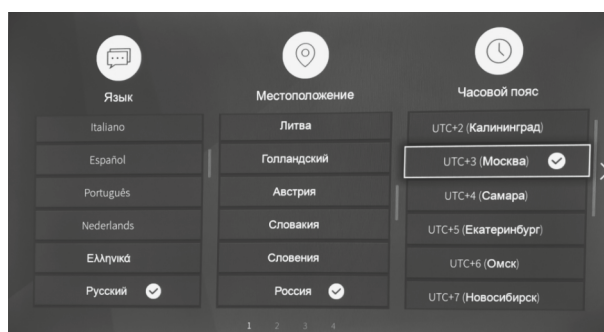 Язык
Italiano
Español
Português
Nederlands
Ελληνικά
Русский
Местоположение
Литва
Голландский
Австрия
Словакия
Словения
Россия
Часовой пояс
UTC+2 (Калининград)
UTC+3 (Москва)
UTC+4 (Самара)
UTC+5 (Екатеринбург)
UTC+6 (Омск)
UTC+7 (Новосибирск)
1 2 3 4